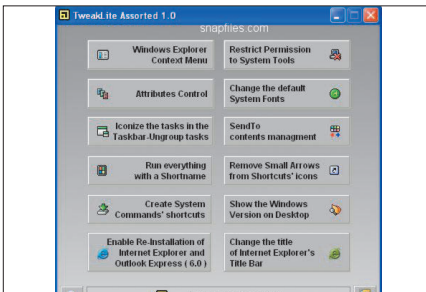 TweakLite Assorted 1.0
snapfiles.com
Windows Explorer
Context Menu
Restrict Permission
to System Tools
Attributes Control
Change the default
System Fonts
Iconize the tasks in the
Taskbar-Ungroup tasks
SendTo
contents managment
Run everything
with a Shortname
Remove Small Arrows
from Shortcuts' icons
Create System
Commands' shortcuts
Show the Windows
Version on Desktop
Enable Re-Installation of
Internet Explorer and
Outlook Express ( 6.0 )
Change the title
of Internet Explorer's
Title Bar